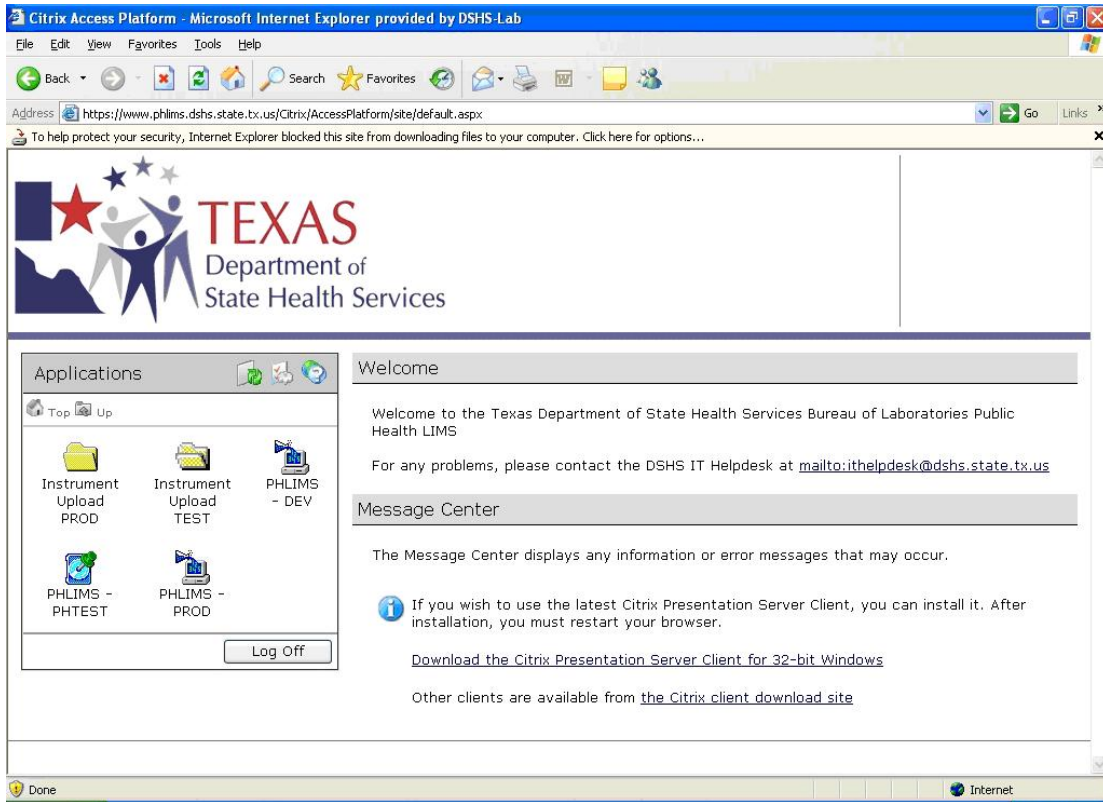 Citrix Access Platform - Microsoft Internet Explorer provided by DSHS-Lab
File Edit View Favorites Tools Help
Back Search Favorites
Address https://www.phlims.dshs.state.tx.us/Citrix/AccessPlatform/site/default.aspx Go Links »
To help protect your security, Internet Explorer blocked this site from downloading files to your computer. Click here for options...
TEXAS
Department of
State Health Services
Applications
Top Up
Instrument Upload PROD
Instrument Upload TEST
PHLIMS - DEV
PHLIMS - PHTEST
PHLIMS - PROD
Log Off
Welcome
Welcome to the Texas Department of State Health Services Bureau of Laboratories Public
Health LIMS
For any problems, please contact the DSHS IT Helpdesk at mailto:ithelpdesk@dshs.state.tx.us
Message Center
The Message Center displays any information or error messages that may occur.
If you wish to use the latest Citrix Presentation Server Client, you can install it. After
installation, you must restart your browser.
Download the Citrix Presentation Server Client for 32-bit Windows
Other clients are available from the Citrix client download site
Done Internet